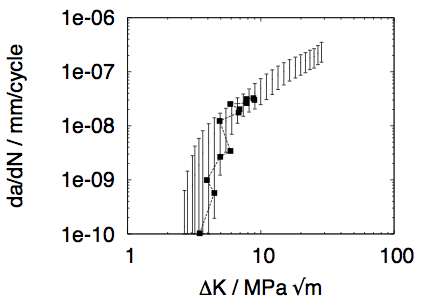 1e-06
1e-07
1e-08
1e-09
1e-10
da/dN / mm/cycle
1 10 100
ΔK / MPa √m